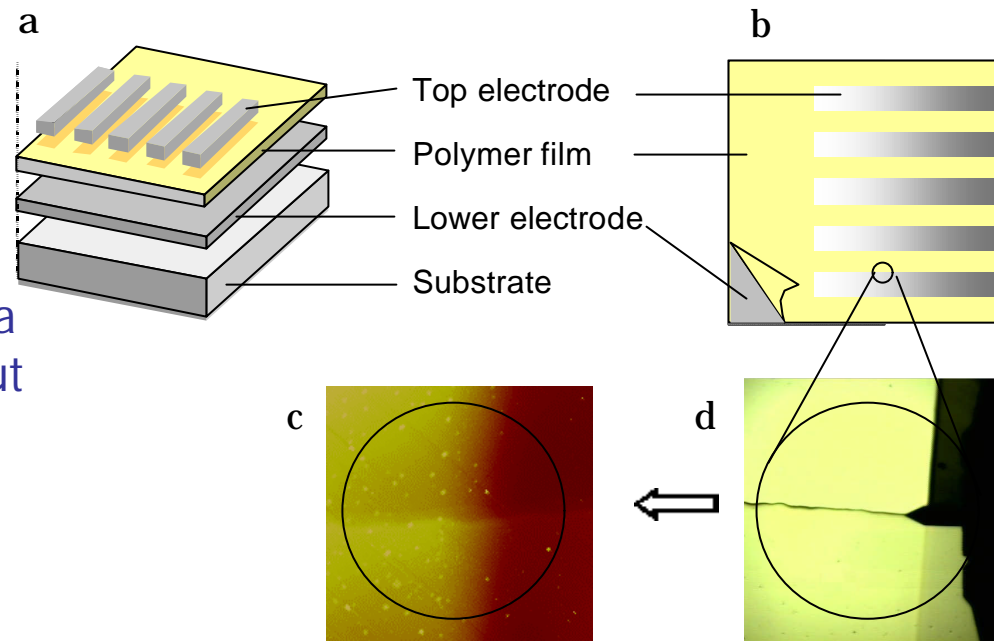 a
b
Top electrode
Polymer film
Lower electrode
Substrate
a
ut
c
d